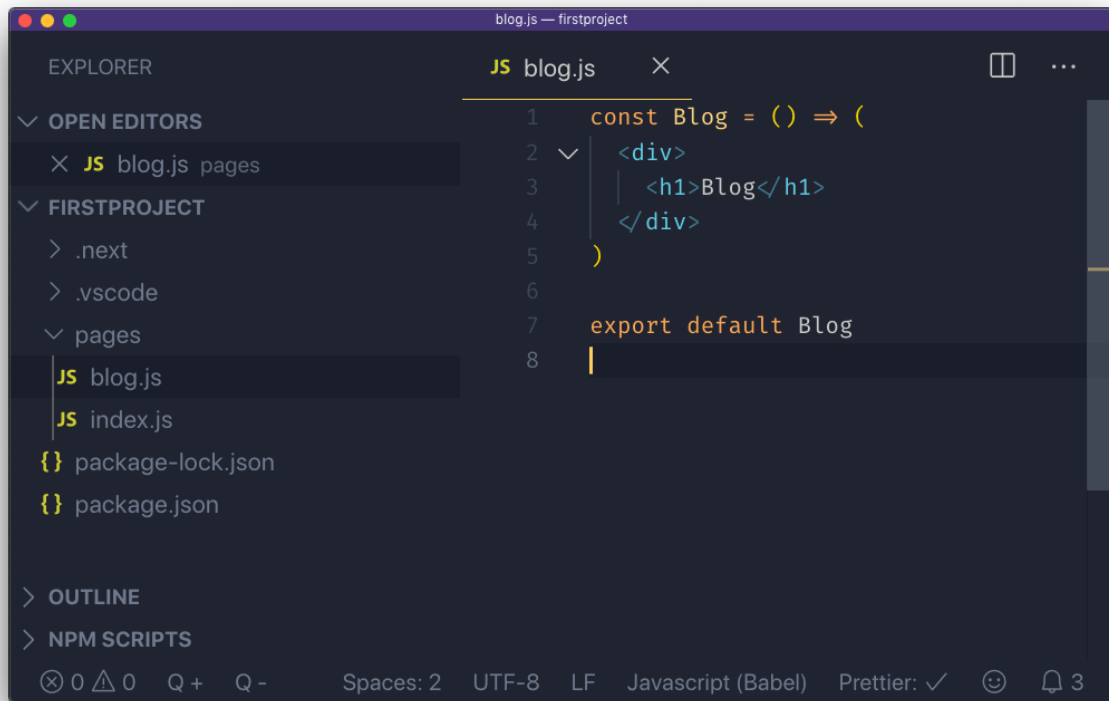 blog.js — firstproject
EXPLORER
OPEN EDITORS
JS blog.js pages
FIRSTPROJECT
.next
.vscode
pages
JS blog.js
JS index.js
{} package-lock.json
{} package.json
OUTLINE
NPM SCRIPTS
JS blog.js
1 const Blog = () => (
2 <div>
3 <h1>Blog</h1>
4 </div>
5 )
6
7 export default Blog
8
0 0 Q + Q - Spaces: 2 UTF-8 LF Javascript (Babel) Prettier: ✓ 3